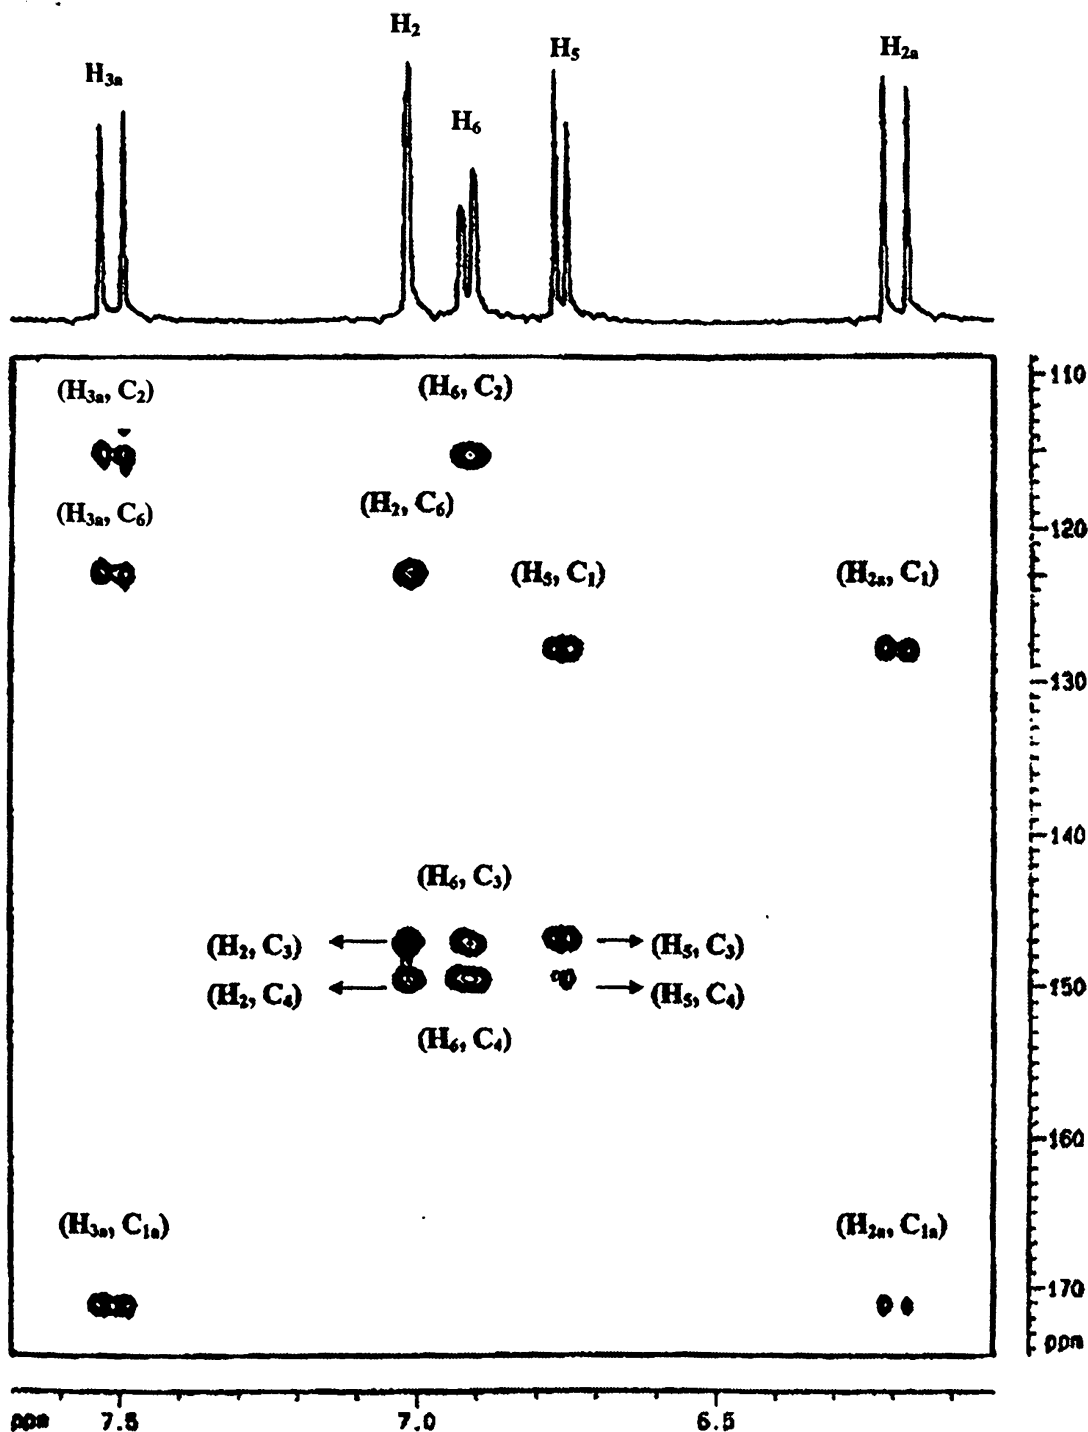 H₂
H₃ₐ H₅ H₂ₐ
H₆
(H₃ₐ, C₂) (H₆, C₂)
(H₃ₐ, C₆) (H₂, C₆)
(H₅, C₁) (H₂ₐ, C₁)
(H₆, C₃)
(H₂, C₃) (H₅, C₃)
(H₂, C₄) (H₅, C₄)
(H₆, C₄)
(H₃ₐ, C₁ₐ) (H₂ₐ, C₁ₐ)
110
120
130
140
150
160
170
ppm
ppm 7.5 7.0 6.5